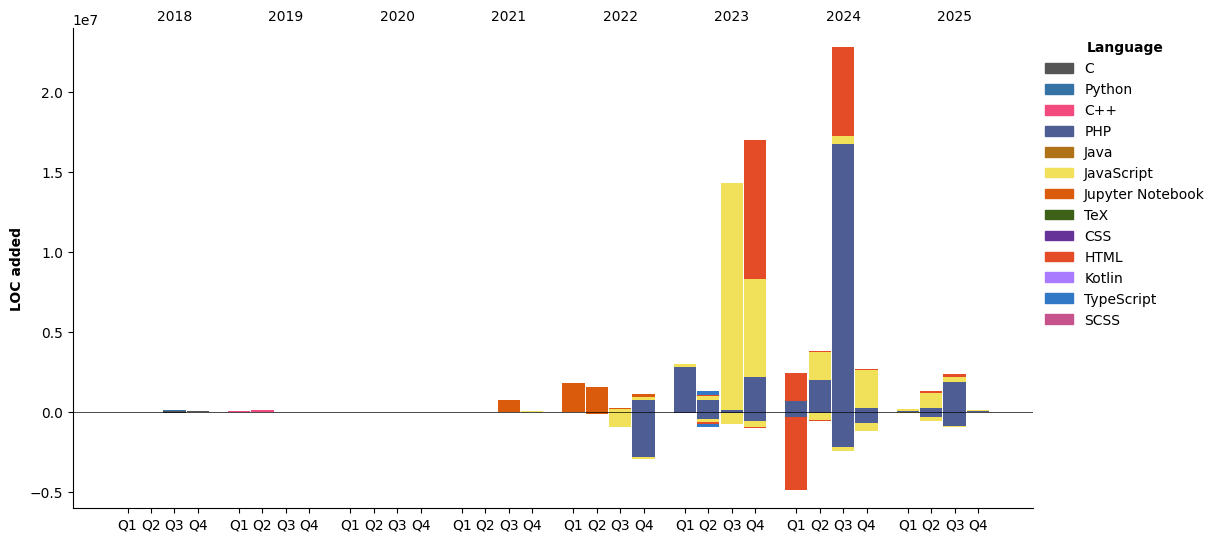 1e7
2018 2019 2020 2021 2022 2023 2024 2025
2.0
1.5
1.0
0.5
0.0
−0.5
LOC added
Q1 Q2 Q3 Q4 Q1 Q2 Q3 Q4 Q1 Q2 Q3 Q4 Q1 Q2 Q3 Q4 Q1 Q2 Q3 Q4 Q1 Q2 Q3 Q4 Q1 Q2 Q3 Q4 Q1 Q2 Q3 Q4
Language
C
Python
C++
PHP
Java
JavaScript
Jupyter Notebook
TeX
CSS
HTML
Kotlin
TypeScript
SCSS